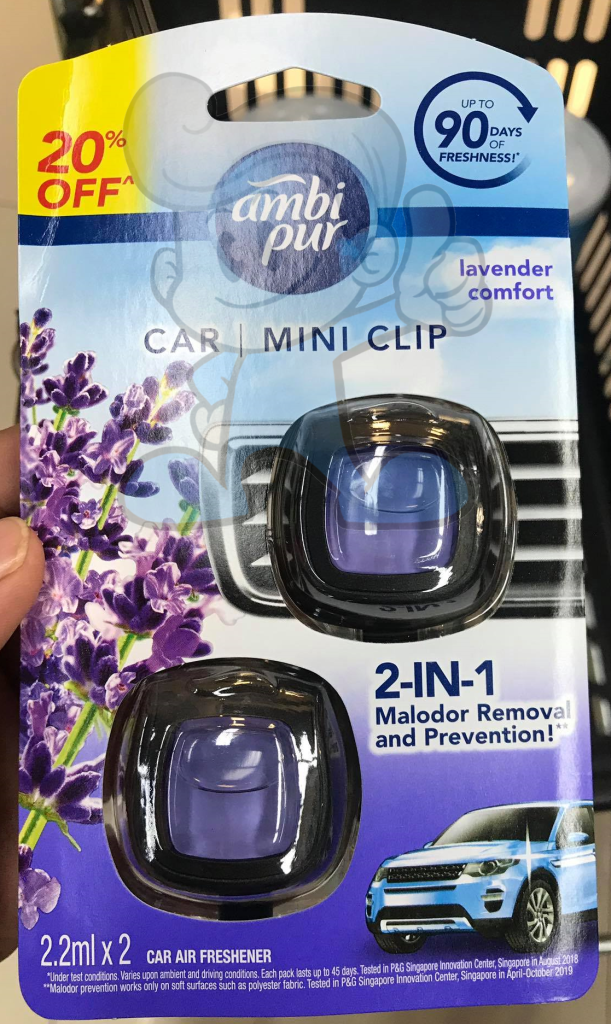 20%
OFF^
UP TO
90 DAYS
OF
FRESHNESS!*
ambi
pur
lavender
comfort
CAR | MINI CLIP
2-IN-1
Malodor Removal
and Prevention!**
2.2ml x 2 CAR AIR FRESHENER
*Under test conditions. Varies upon ambient and driving conditions. Each pack lasts up to 45 days. Tested in P&G Singapore Innovation Center, Singapore in August 2018
**Malodor prevention works only on soft surfaces such as polyester fabric. Tested in P&G Singapore Innovation Center, Singapore in April-October 2019